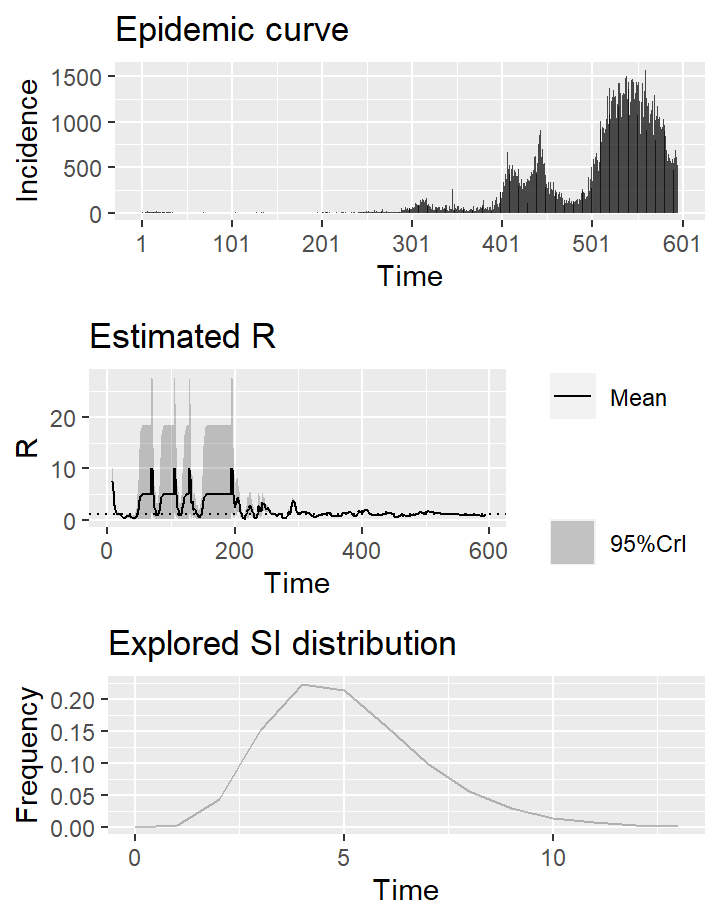 Epidemic curve
1500
1000
500
0
Incidence
1 101 201 301 401 501 601
Time
Estimated R
20
10
0
R
0 200 400 600
Time
Mean
95%CrI
Explored SI distribution
0.20
0.15
0.10
0.05
0.00
Frequency
0 5 10
Time